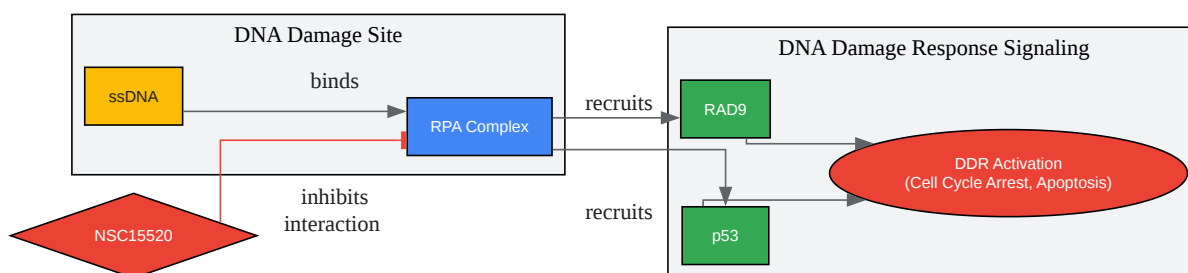 DNA Damage Site
DNA Damage Response Signaling
ssDNA
binds
RPA Complex
recruits
RAD9
DDR Activation
(Cell Cycle Arrest, Apoptosis)
inhibits
interaction
NSC15520
recruits
p53